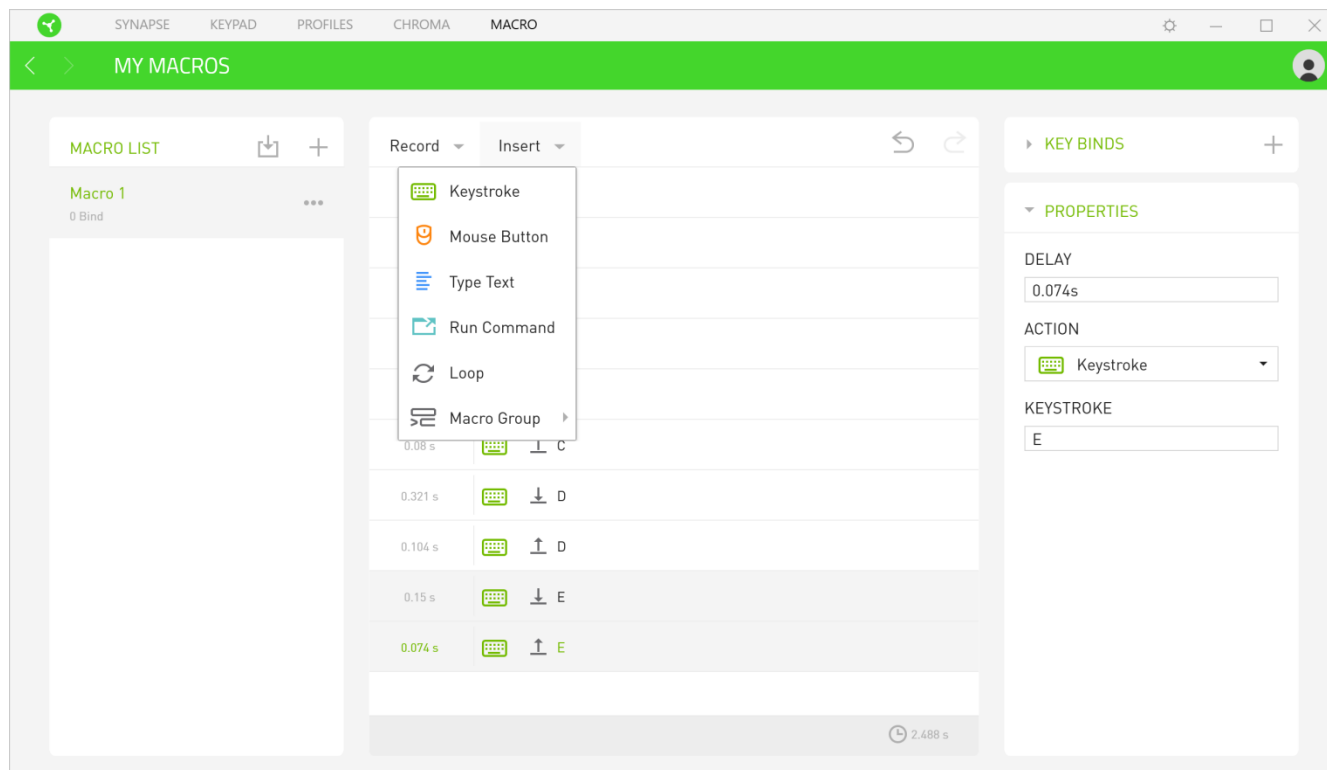 SYNAPSE KEYPAD PROFILES CHROMA MACRO
MY MACROS
MACRO LIST
Macro 1
0 Bind
Record Insert
Keystroke
Mouse Button
Type Text
Run Command
Loop
Macro Group
0.08 s C
0.321 s D
0.104 s D
0.15 s E
0.074 s E
2.488 s
KEY BINDS
PROPERTIES
DELAY
0.074s
ACTION
Keystroke
KEYSTROKE
E